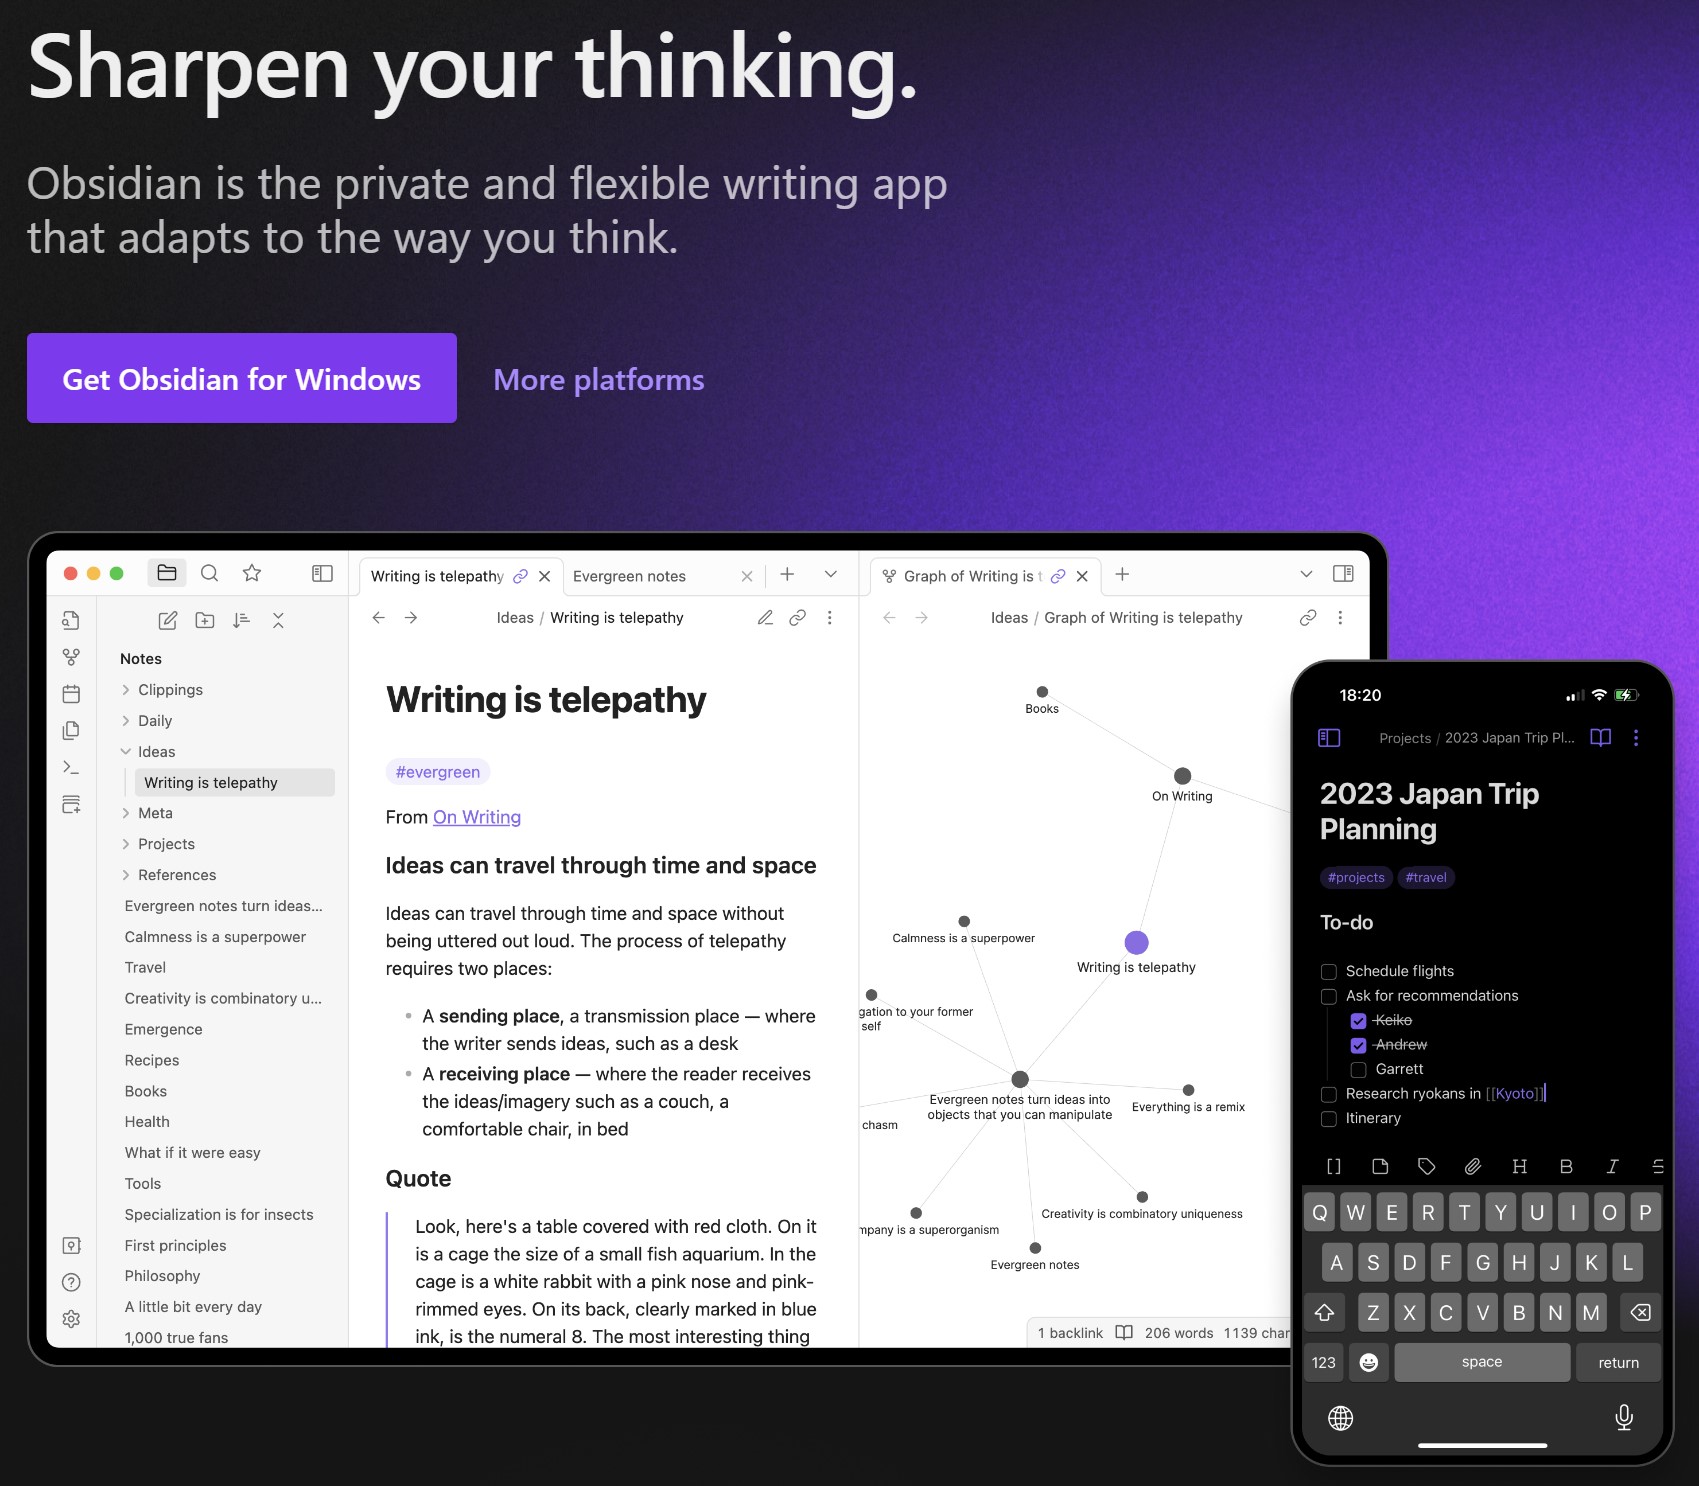 Sharpen your thinking.
Obsidian is the private and flexible writing app
that adapts to the way you think.
Get Obsidian for Windows
More platforms
Writing is telepathy
Evergreen notes
Graph of Writing is t
Ideas / Writing is telepathy
Ideas / Graph of Writing is telepathy
Notes
Clippings
Daily
Ideas
Writing is telepathy
Meta
Projects
References
Evergreen notes turn ideas...
Calmness is a superpower
Travel
Creativity is combinatory u...
Emergence
Recipes
Books
Health
What if it were easy
Tools
Specialization is for insects
First principles
Philosophy
A little bit every day
1,000 true fans
Writing is telepathy
#evergreen
From On Writing
Ideas can travel through time and space
Ideas can travel through time and space without
being uttered out loud. The process of telepathy
requires two places:
A sending place, a transmission place — where
the writer sends ideas, such as a desk
A receiving place — where the reader receives
the ideas/imagery such as a couch, a
comfortable chair, in bed
Quote
Look, here's a table covered with red cloth. On it
is a cage the size of a small fish aquarium. In the
cage is a white rabbit with a pink nose and pink-
rimmed eyes. On its back, clearly marked in blue
ink, is the numeral 8. The most interesting thing
Books
On Writing
Calmness is a superpower
Writing is telepathy
gation to your former
self
Evergreen notes turn ideas into
objects that you can manipulate
Everything is a remix
chasm
Creativity is combinatory uniqueness
mpany is a superorganism
Evergreen notes
1 backlink
206 words
1139 char
18:20
Projects / 2023 Japan Trip Pl...
2023 Japan Trip
Planning
#projects
#travel
To-do
Schedule flights
Ask for recommendations
Keiko
Andrew
Garrett
Research ryokans in [[Kyoto]]
Itinerary
[] H B I S
Q W E R T Y U I O P
A S D F G H J K L
Z X C V B N M
123 space return